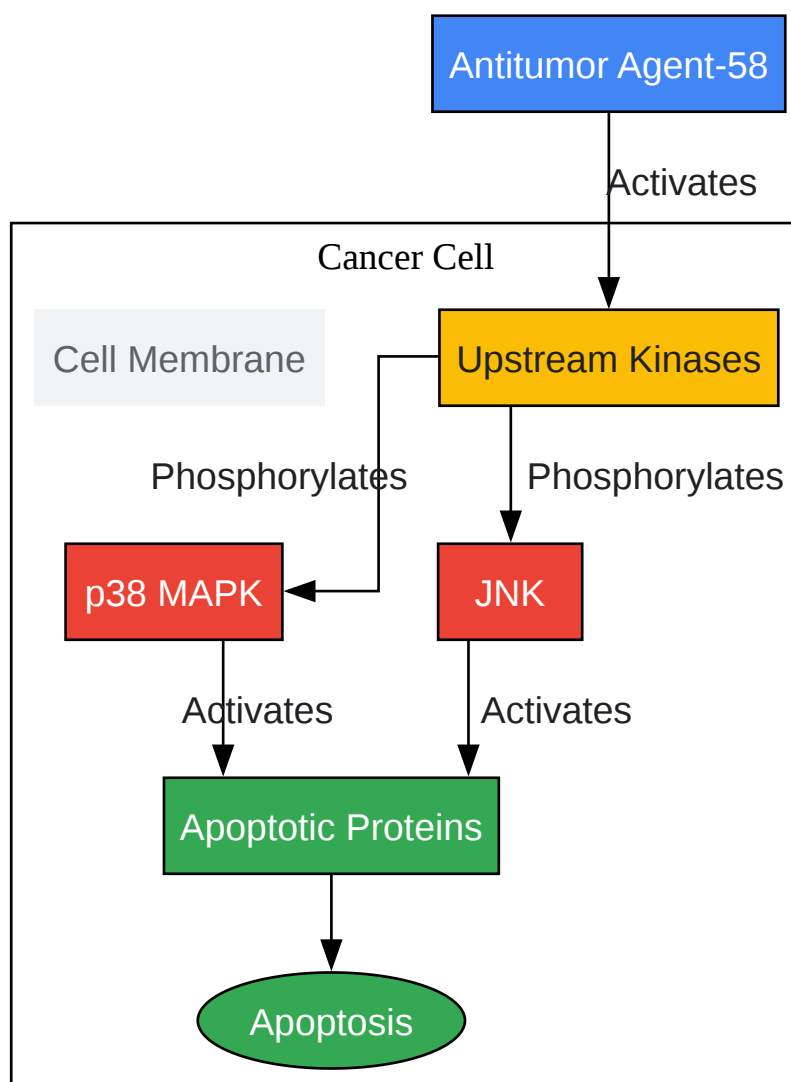 Antitumor Agent-58
Activates
Cancer Cell
Cell Membrane
Upstream Kinases
Phosphorylates
Phosphorylates
p38 MAPK
JNK
Activates
Activates
Apoptotic Proteins
Apoptosis